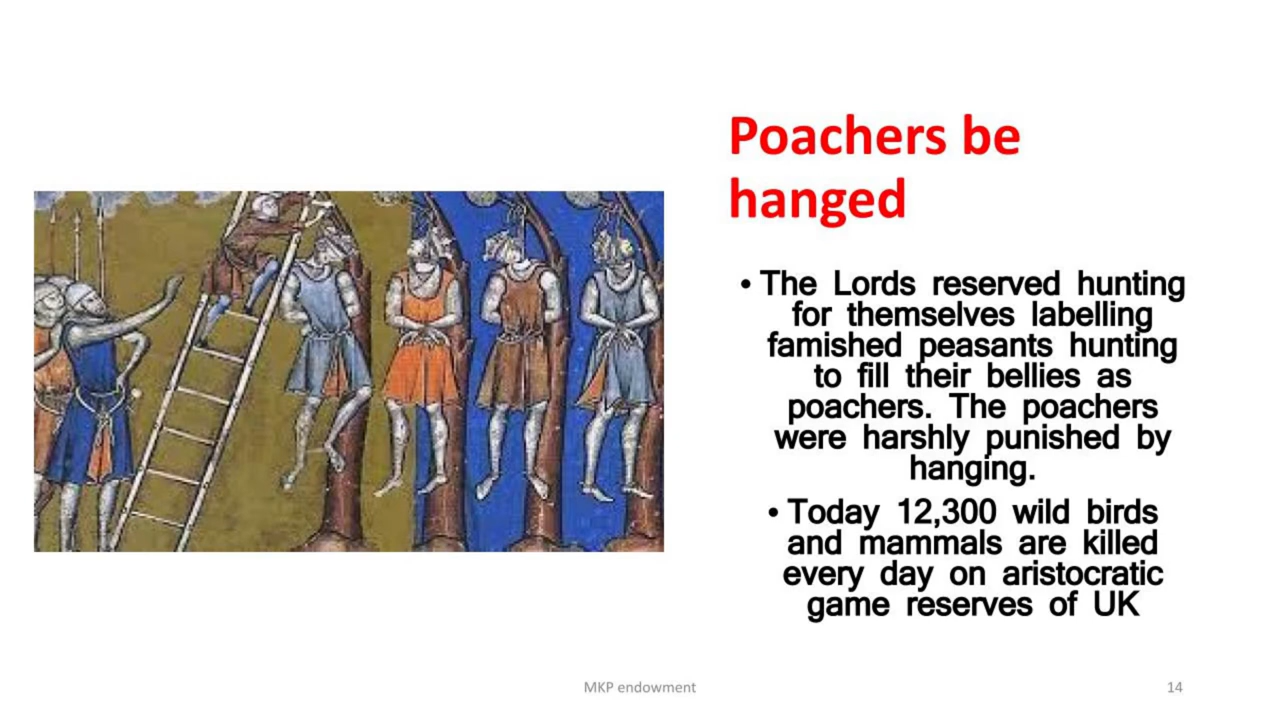 Poachers be
hanged
• The Lords reserved hunting
for themselves labelling
famished peasants hunting
to fill their bellies as
poachers. The poachers
were harshly punished by
hanging.
• Today 12,300 wild birds
and mammals are killed
every day on aristocratic
game reserves of UK
MKP endowment
14